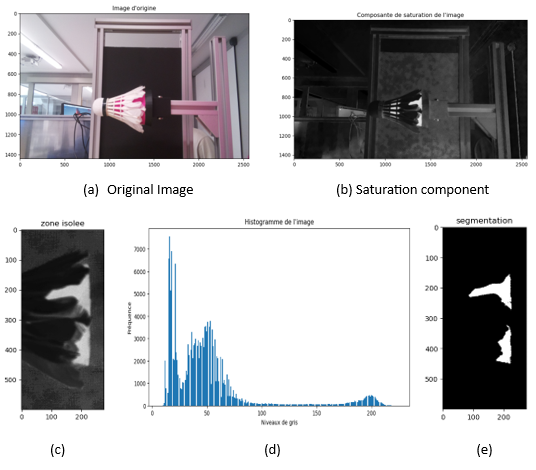 Image d'origine
0
200
400
600
800
1000
1200
1400
0 500 1000 1500 2000 2500
(a) Original Image
Composante de saturation de l'image
0
200
400
600
800
1000
1200
1400
0 500 1000 1500 2000 2500
(b) Saturation component
zone isolee
0
100
200
300
400
500
0 200
(c)
Histogramme de l'image
Fréquence
7000
6000
5000
4000
3000
2000
1000
0
0 50 100 150 200
Niveaux de gris
(d)
segmentation
0
100
200
300
400
500
0 100 200
(e)